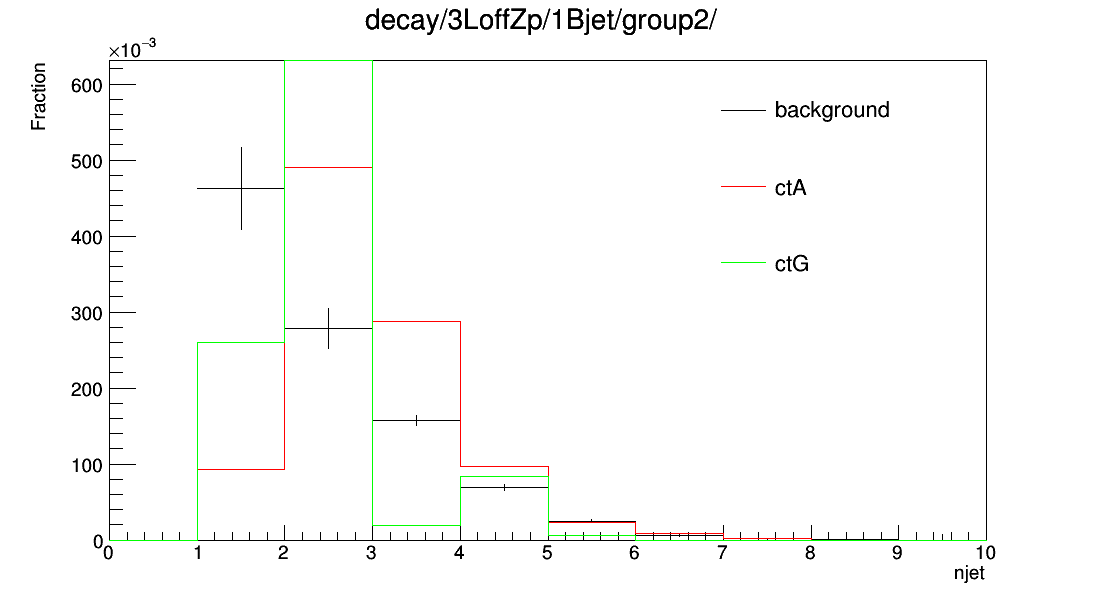 decay/3LoffZp/1Bjet/group2/
×10⁻³
Fraction
600
500
400
300
200
100
0
background
ctA
ctG
0 1 2 3 4 5 6 7 8 9 10
njet